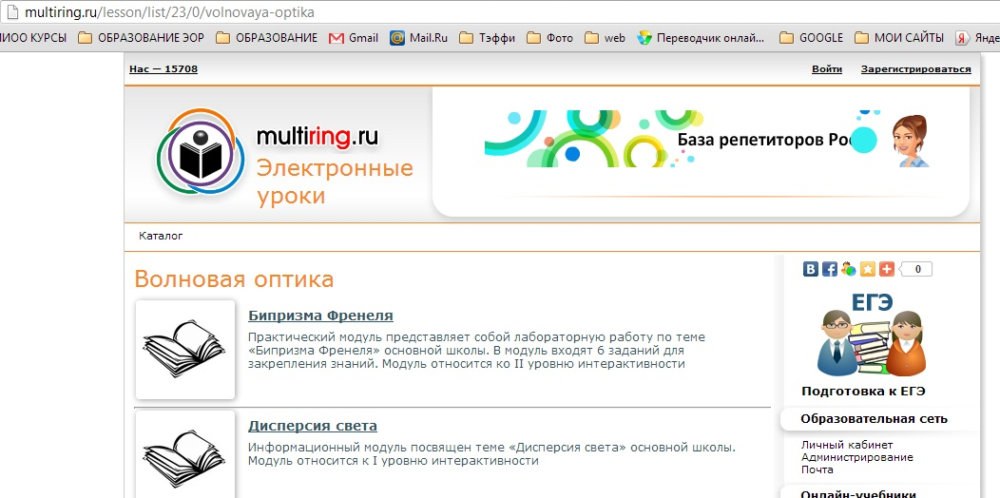 multiring.ru/lesson/list/23/0/volnovaya-optika
ИОО КУРСЫ ОБРАЗОВАНИЕ ЭОР ОБРАЗОВАНИЕ Gmail Mail.Ru Тэффи Фото web Переводчик онлай... GOOGLE МОИ САЙТЫ Янде
Нас — 15708
Войти Зарегистрироваться
multiring.ru
Электронные
уроки
База репетиторов Рос
Каталог
Волновая оптика
Бипризма Френеля
Практический модуль представляет собой лабораторную работу по теме
«Бипризма Френеля» основной школы. В модуль входят 6 заданий для
закрепления знаний. Модуль относится ко II уровню интерактивности
Дисперсия света
Информационный модуль посвящен теме «Дисперсия света» основной школы.
Модуль относится к I уровню интерактивности
0
ЕГЭ
Подготовка к ЕГЭ
Образовательная сеть
Личный кабинет
Администрирование
Почта
Онлайн-учебники